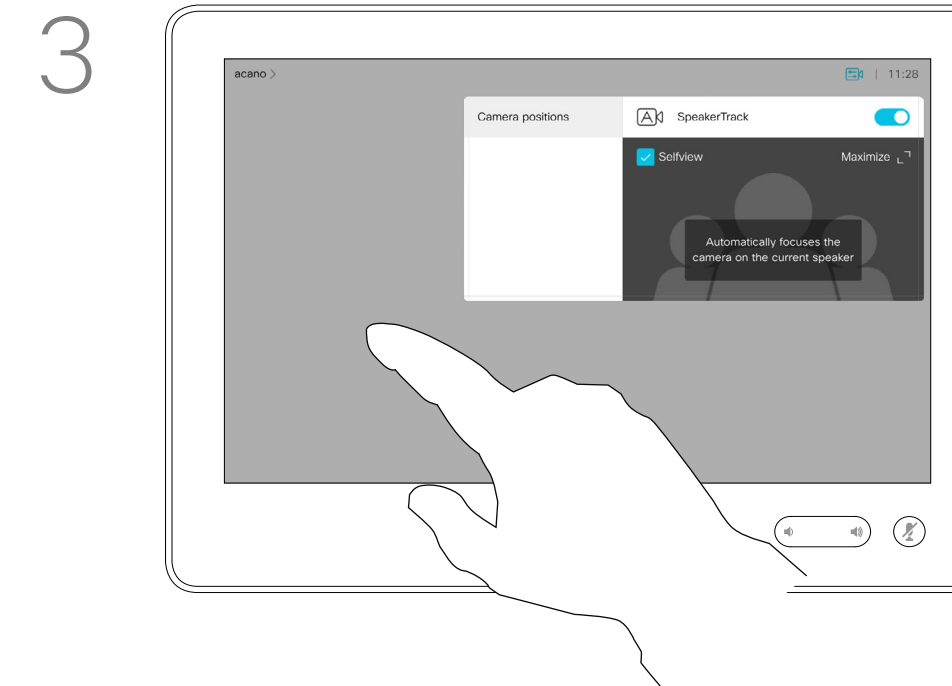 3
acano >
11:28
Camera positions
SpeakerTrack
Selfview
Maximize
Automatically focuses the
camera on the current speaker